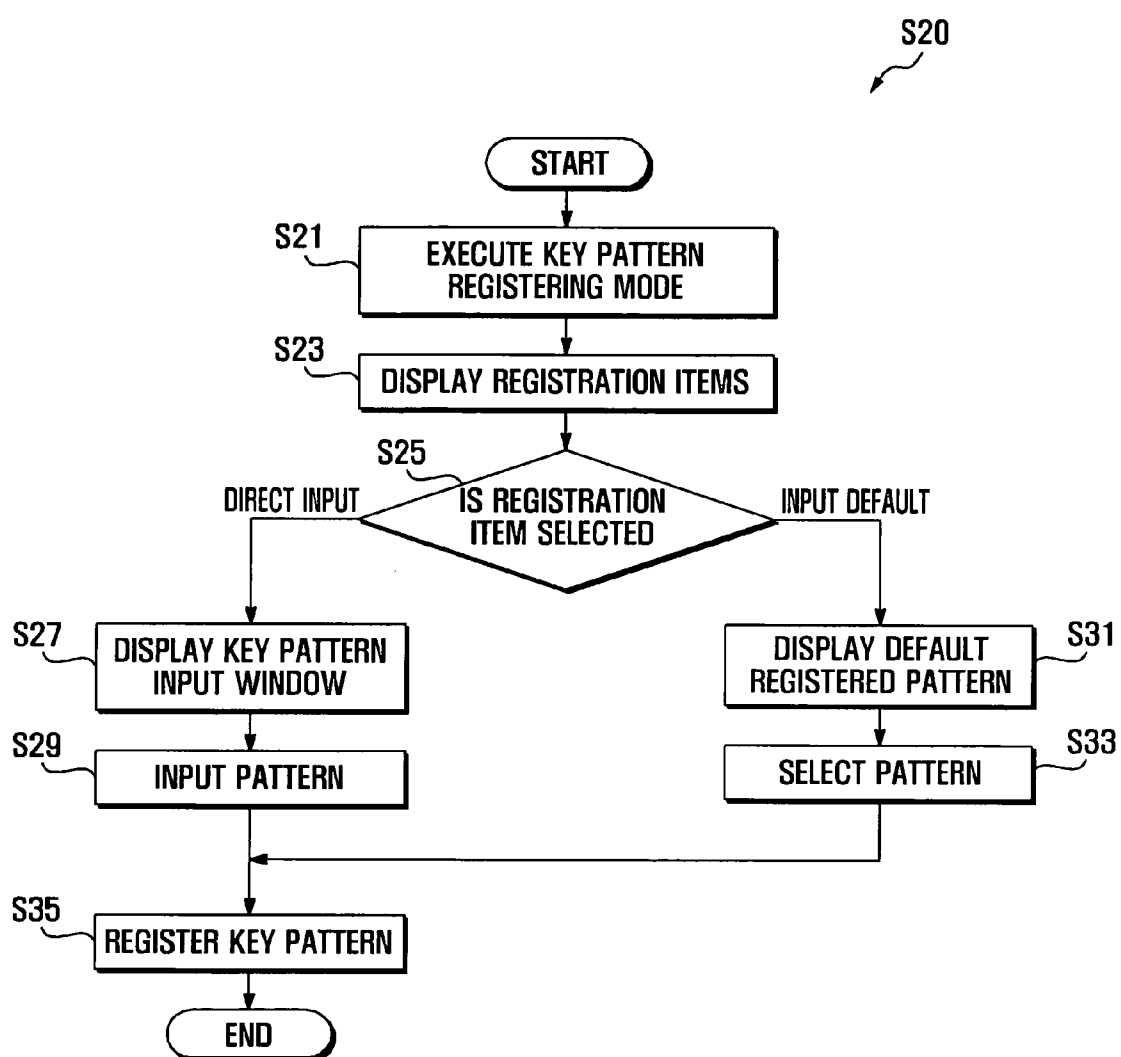 S20
START
S21
EXECUTE KEY PATTERN
REGISTERING MODE
S23
DISPLAY REGISTRATION ITEMS
S25
IS REGISTRATION
ITEM SELECTED
DIRECT INPUT
INPUT DEFAULT
S27
DISPLAY KEY PATTERN
INPUT WINDOW
S31
DISPLAY DEFAULT
REGISTERED PATTERN
S29
INPUT PATTERN
S33
SELECT PATTERN
S35
REGISTER KEY PATTERN
END